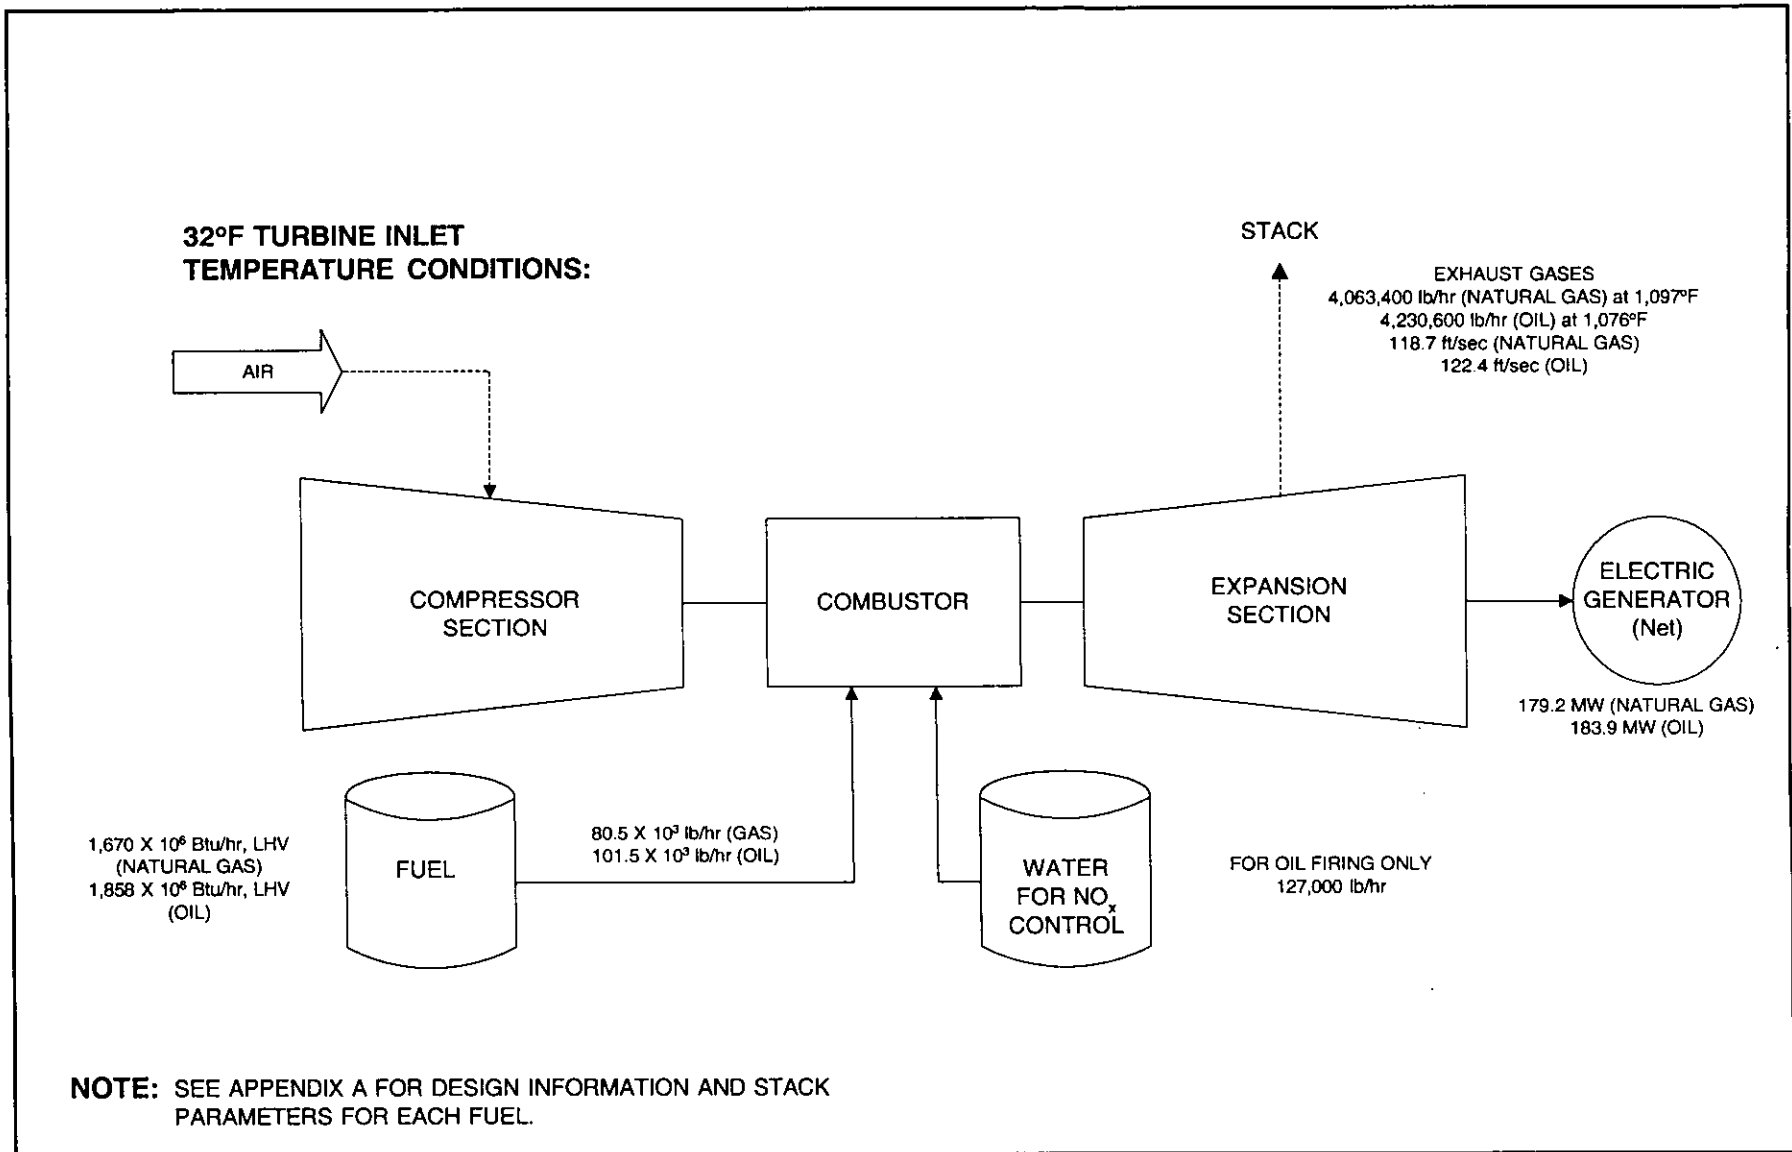 32°F TURBINE INLET
TEMPERATURE CONDITIONS:
STACK
EXHAUST GASES
4,063,400 lb/hr (NATURAL GAS) at 1,097°F
4,230,600 lb/hr (OIL) at 1,076°F
118.7 ft/sec (NATURAL GAS)
122.4 ft/sec (OIL)
AIR
COMPRESSOR
SECTION
COMBUSTOR
EXPANSION
SECTION
ELECTRIC
GENERATOR
(Net)
179.2 MW (NATURAL GAS)
183.9 MW (OIL)
1,670 X 10⁶ Btu/hr, LHV
(NATURAL GAS)
1,858 X 10⁶ Btu/hr, LHV
(OIL)
FUEL
80.5 X 10³ lb/hr (GAS)
101.5 X 10³ lb/hr (OIL)
WATER
FOR NOₓ
CONTROL
FOR OIL FIRING ONLY
127,000 lb/hr
NOTE: SEE APPENDIX A FOR DESIGN INFORMATION AND STACK
PARAMETERS FOR EACH FUEL.